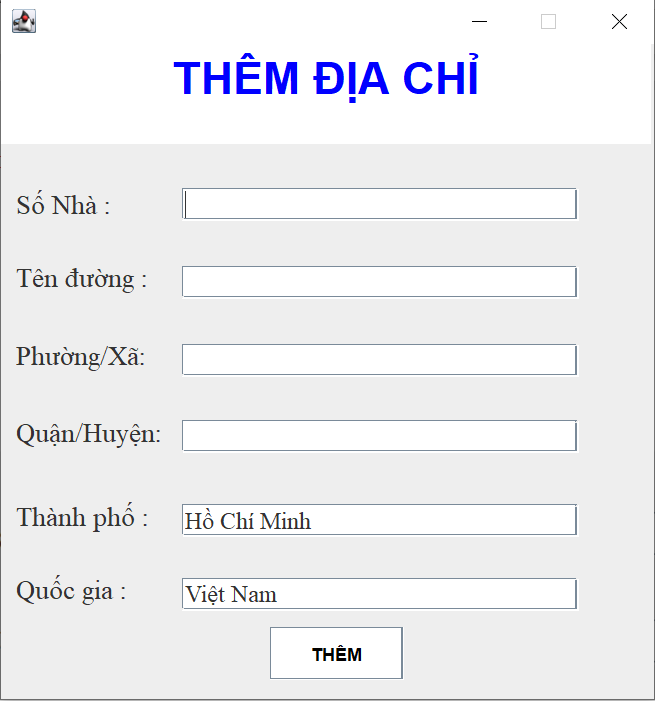 THÊM ĐỊA CHỈ
Số Nhà :
Tên đường :
Phường/Xã:
Quận/Huyện:
Thành phố : Hồ Chí Minh
Quốc gia : Việt Nam
THÊM